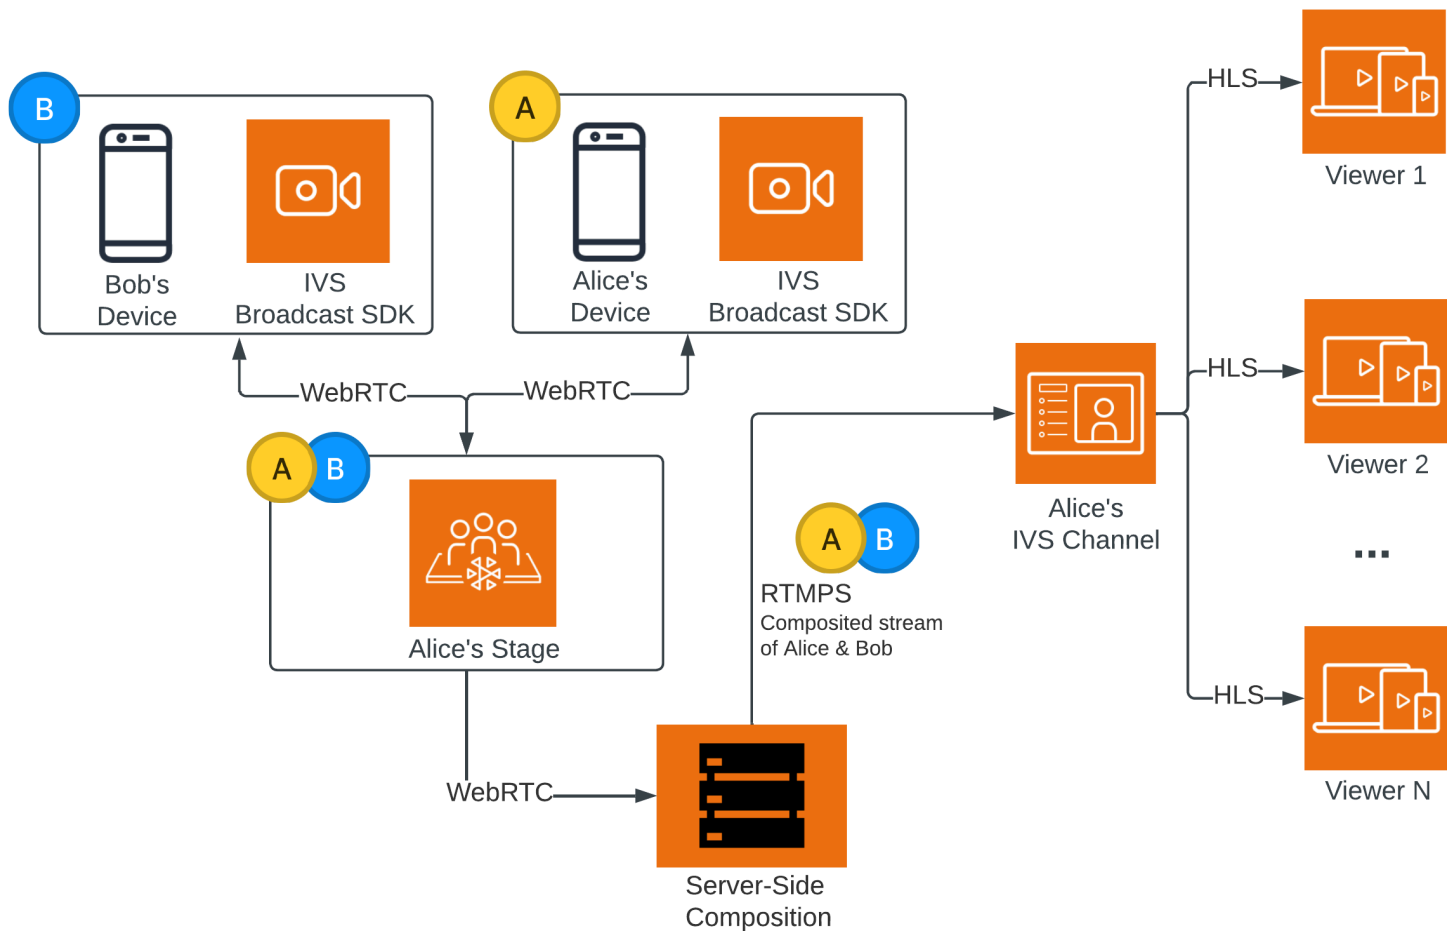 B
Bob's
Device
IVS
Broadcast SDK
A
Alice's
Device
IVS
Broadcast SDK
WebRTC
WebRTC
A
B
Alice's Stage
WebRTC
Server-Side
Composition
A
B
RTMPS
Composited stream
of Alice & Bob
Alice's
IVS Channel
HLS
Viewer 1
HLS
Viewer 2
...
HLS
Viewer N